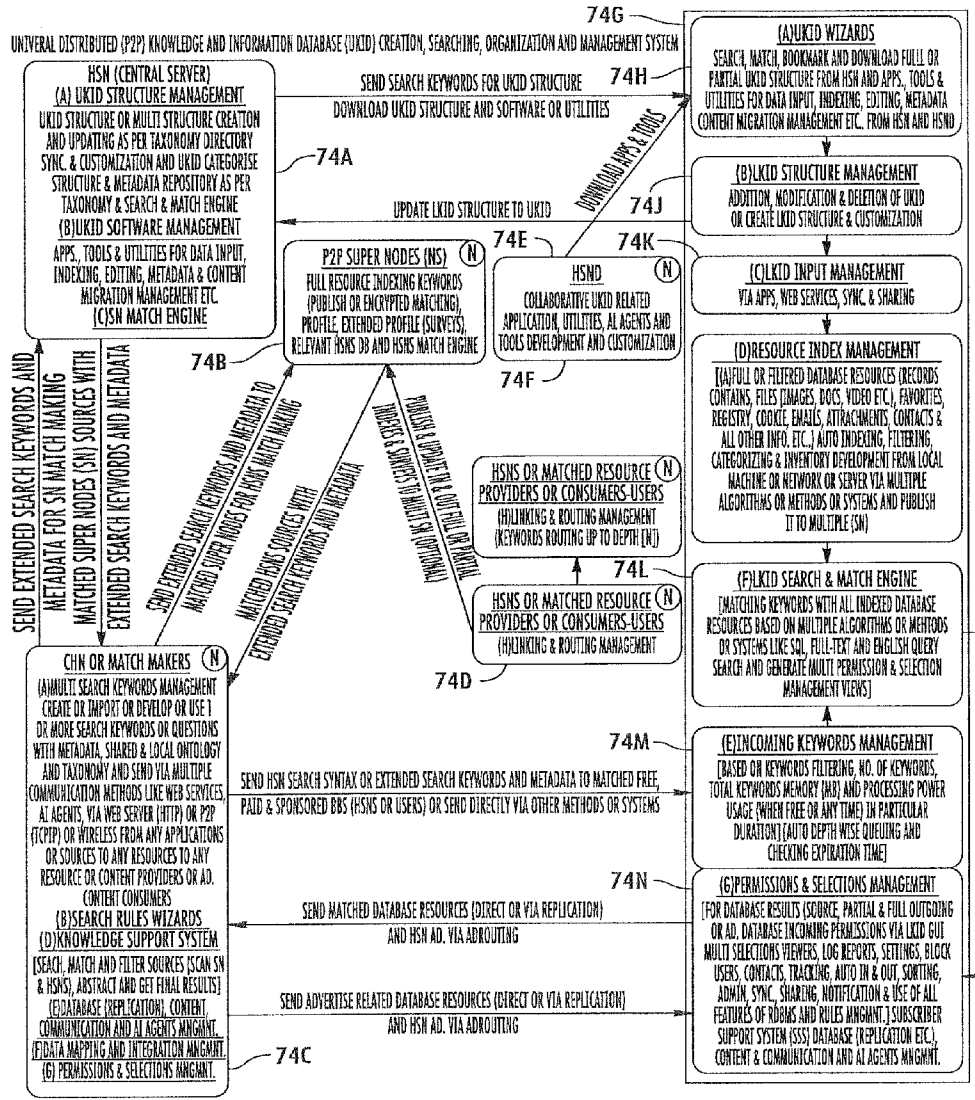 UNIVERAL DISTRIBUTED (P2P) KNOWLEDGE AND INFORMATION DATABASE (UKID) CREATION, SEARCHING, ORGANIZATION AND MANAGEMENT SYSTEM
HSN (CENTRAL SERVER)
(A) UKID STRUCTURE MANAGEMENT
UKID STRUCTURE OR MULTI STRUCTURE CREATION
AND UPDATING AS PER TAXONOMY DIRECTORY
SYNC. & CUSTOMIZATION AND UKID CATEGORISE
STRUCTURE & METADATA REPOSITORY AS PER
TAXONOMY & SEARCH & MATCH ENGINE
(B)UKID SOFTWARE MANAGEMENT
APPS, TOOLS & UTILITIES FOR DATA INPUT,
INDEXING, EDITING, METADATA & CONTENT
MIGRATION MANAGEMENT ETC.
(C)SN MATCH ENGINE
74A
SEND SEARCH KEYWORDS FOR UKID STRUCTURE
DOWNLOAD UKID STRUCTURE AND SOFTWARE OR UTILITIES
DOWNLOAD APPS & TOOLS
UPDATE LKID STRUCTURE TO UKID
74G
74H
(A)UKID WIZARDS
SEARCH, MATCH, BOOKMARK AND DOWNLOAD FULLL OR
PARTIAL UKID STRUCTURE FROM HSN AND APPS, TOOLS &
UTILITIES FOR DATA INPUT, INDEXING, EDITING, METADATA
CONTENT MIGRATION MANAGEMENT ETC. FROM HSN AND HSND
74J
(B)LKID STRUCTURE MANAGEMENT
ADDITION, MODIFICATION & DELETION OF UKID
OR CREATE LKID STRUCTURE & CUSTOMIZATION
74K
(C)LKID INPUT MANAGEMENT
VIA APPS, WEB SERVICES, SYNC. & SHARING
P2P SUPER NODES (NS)
N
FULL RESOURCE INDEXING KEYWORDS
(PUBLISH OR ENCRYPTED MATCHING),
PROFILE, EXTENDED PROFILE (SURVEYS),
RELEVANT HSNS DB AND HSNS MATCH ENGINE
74B
74E
HSND
N
COLLABORATIVE UKID RELATED
APPLICATION, UTILITIES, AL AGENTS AND
TOOLS DEVELOPMENT AND CUSTOMIZATION
74F
(D)RESOURCE INDEX MANAGEMENT
[(A)FULL OR FILTERED DATABASE RESOURCES (RECORDS
CONTAINS, FILES [IMAGES, DOCS, VIDEO ETC.], FAVORITES,
REGISTRY, COOKIE, EMAILS, ATTRACHMENTS, CONTACTS &
ALL OTHER INFO. ETC.,) AUTO INDEXING, FILTERING,
CATEGORIZING & INVENTORY DEVELOPMENT FROM LOCAL
MACHINE OR NETWORK OR SERVER VIA MULTIPLE
ALGORITHMS OR METHODS OR SYSTEMS AND PUBLISH
IT TO MULTIPLE (SN)
SEND EXTENDED SEARCH KEYWORDS AND
METADATA FOR SN MATCH MAKING
MATCHED SUPER NODES (SN) SOURCES WITH
EXTENDED SEARCH KEYWORDS AND METADATA
SEND EXTENDED SEARCH KEYWORDS AND METADATA TO
MATCHED SUPER NODES FOR HSNS MATCH MAKING
MATCHED HSNS SOURCES WITH
EXTENDED SEARCH KEYWORDS AND METADATA
PUBLISH & UPDATE IN & OUT FULL OR PARTIAL
INDEXE & SURVEYS TO MULTI SN (OPTIONAL)
HSNS OR MATCHED RESOURCE
PROVIDERS OR CONSUMERS-USERS
N
(H)LINKING & ROUTING MANAGEMENT
(KEYWORDS ROUTING UP TO DEPTH [N])
HSNS OR MATCHED RESOURCE
PROVIDERS OR CONSUMERS-USERS
N
(H)LINKING & ROUTING MANAGEMENT
74D
74L
(F)LKID SEARCH & MATCH ENGINE
[MATCHING KEYWORDS WITH ALL INDEXED DATABASE
RESOURCES BASED ON MULTIPLE ALGORITHMS OR MEHTODS
OR SYSTEMS LIKE SQL, FULL-TEXT AND ENGLISH QUERY
SEARCH AND GENERATE MULTI PERMISSION & SELECTION
MANAGEMENT VIEWS]
74M
(E)INCOMING KEYWORDS MANAGEMENT
[BASED ON KEYWORDS FILTERING, NO. OF KEYWORDS,
TOTAL KEYWORDS MEMORY (MB) AND PROCESSING POWER
USAGE (WHEN FREE OR ANY TIME) IN PARTICULAR
DURATION] [AUTO DEPTH WISE QUEUING AND
CHECKING EXPIRATION TIME]
CHN OR MATCH MAKERS
N
(A)MULTI SEARCH KEYWORDS MANAGEMENT
CREATE OR IMPORT OR DEVELOP OR USE 1
OR MORE SEARCH KEYWORDS OR QUESTIONS
WITH METADATA, SHARED & LOCAL ONTOLOGY
AND TAXONOMY AND SEND VIA MULTIPLE
COMMUNICATION METHODS LIKE WEB SERVICES,
AI AGENTS, VIA WEB SERVER (HTTP) OR P2P
(TCPIP) OR WIRELESS FROM ANY APPLICATIONS
OR SOURCES TO ANY RESOURCES TO ANY
RESOURCE OR CONTENT PROVIDERS OR AD.
CONTENT CONSUMERS
(B)SEARCH RULES WIZARDS
(D)KNOWLEDGE SUPPORT SYSTEM
[SEACH, MATCH AND FILTER SOURCES [SCAN SN
& HSNS), ABSTRACT AND GET FINAL RESULTS]
(E)DATABASE (REPLICATION), CONTENT,
COMMUNICATION AND AI AGENTS MNGMNT.
(F)DATA MAPPING AND INTEGRATION MNGMNT.
(G) PERMISSIONS & SELECTIONS MNGMNT.
74C
SEND HSN SEARCH SYNTAX OR EXTENDED SEARCH KEYWORDS AND METADATA TO MATCHED FREE,
PAID & SPONSORED DBS (HSNS OR USERS) OR SEND DIRECTLY VIA OTHER METHODS OR SYSTEMS
SEND MATCHED DATABASE RESOURCES (DIRECT OR VIA REPLICATION)
AND HSN AD. VIA ADROUTING
SEND ADVERTISE RELATED DATABASE RESOURCES (DIRECT OR VIA REPLICATION)
AND HSN AD. VIA ADROUTING
74N
(G)PERMISSIONS & SELECTIONS MANAGEMENT
[FOR DATABASE RESULTS (SOURCE, PARTIAL & FULL OUTGOING
OR AD. DATABASE INCOMING PERMISSIONS VIA LKID GUI
MULTI SELECTIONS VIEWERS, LOG REPORTS, SETTINGS, BLOCK
USERS, CONTACTS, TRACKING, AUTO IN & OUT, SORTING,
ADMIN, SYNC. SHARING, NOTIFICATION & USE OF ALL
FEATURES OF RDBMS AND RULES MNGMNT.] SUBSCRIBER
SUPPORT SYSTEM (SSS) DATABASE (REPLICATION ETC.),
CONTENT & COMMUNICATION AND AI AGENTS MNGMNT.